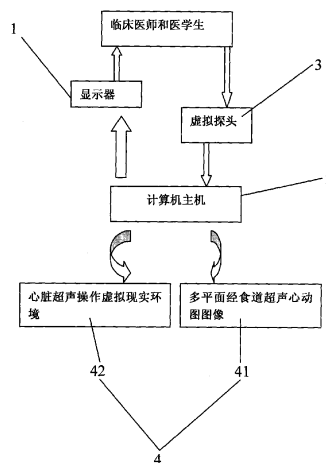 临床医师和医学生
1
显示器
3
虚拟探头
计算机主机
心脏超声操作虚拟现实环
境
多平面经食道超声心动
图图像
42
41
4